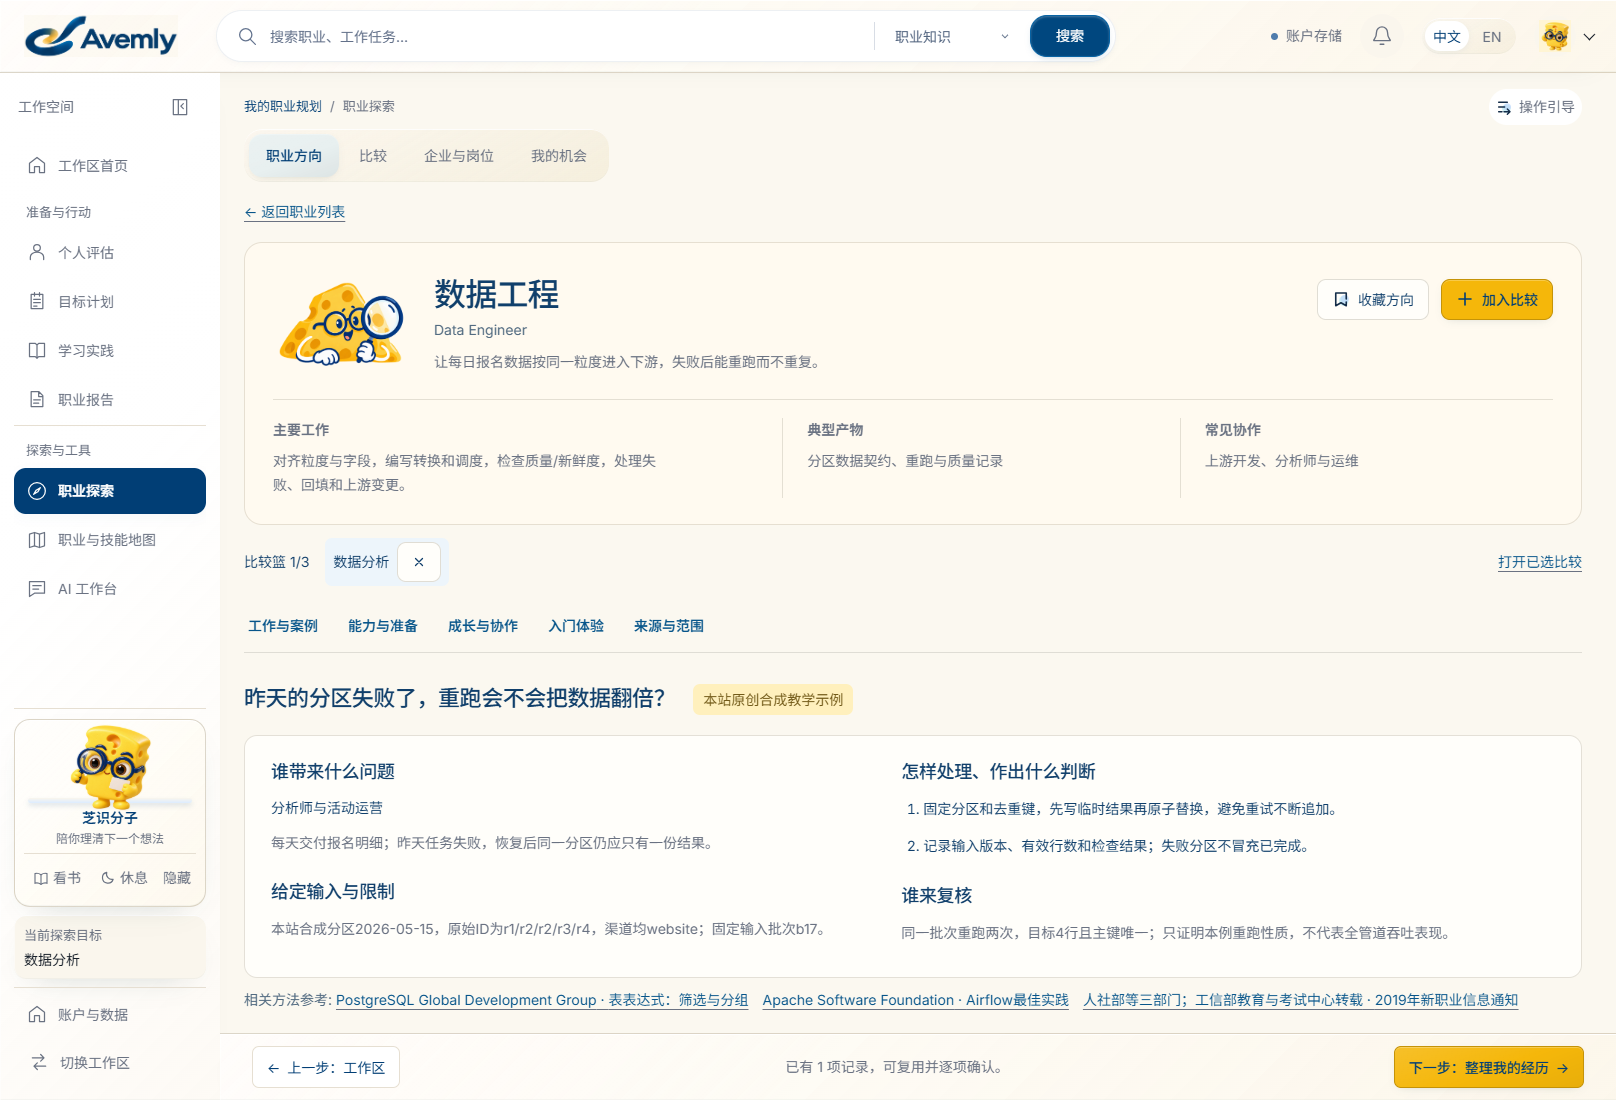 Avemly
搜索职业、工作任务...
职业知识
搜索
账户存储
中文
EN
工作空间
工作区首页
准备与行动
个人评估
目标计划
学习实践
职业报告
探索与工具
职业探索
职业与技能地图
AI 工作台
芝识分子
陪你理清下一个想法
看书
休息
隐藏
当前探索目标
数据分析
账户与数据
切换工作区
我的职业规划 / 职业探索
操作引导
职业方向
比较
企业与岗位
我的机会
← 返回职业列表
数据工程
Data Engineer
让每日报名数据按同一粒度进入下游，失败后能重跑而不重复。
收藏方向
加入比较
主要工作
对齐粒度与字段，编写转换和调度，检查质量/新鲜度，处理失
败、回填和上游变更。
典型产物
分区数据契约、重跑与质量记录
常见协作
上游开发、分析师与运维
比较篮 1/3
数据分析
×
打开已选比较
工作与案例
能力与准备
成长与协作
入门体验
来源与范围
昨天的分区失败了，重跑会不会把数据翻倍？
本站原创合成教学示例
谁带来什么问题
分析师与活动运营
每天交付报名明细；昨天任务失败，恢复后同一分区仍应只有一份结果。
给定输入与限制
本站合成分区2026-05-15，原始ID为r1/r2/r2/r3/r4，渠道均website；固定输入批次b17。
怎样处理、作出什么判断
1. 固定分区和去重键，先写临时结果再原子替换，避免重试不断追加。
2. 记录输入版本、有效行数和检查结果；失败分区不冒充已完成。
谁来复核
同一批次重跑两次，目标4行且主键唯一；只证明本例重跑性质，不代表全管道吞吐表现。
相关方法参考: PostgreSQL Global Development Group · 表表达式：筛选与分组 Apache Software Foundation · Airflow最佳实践 人社部等三部门；工信部教育与考试中心转载 · 2019年新职业信息通知
← 上一步：工作区
已有 1 项记录，可复用并逐项确认。
下一步：整理我的经历 →